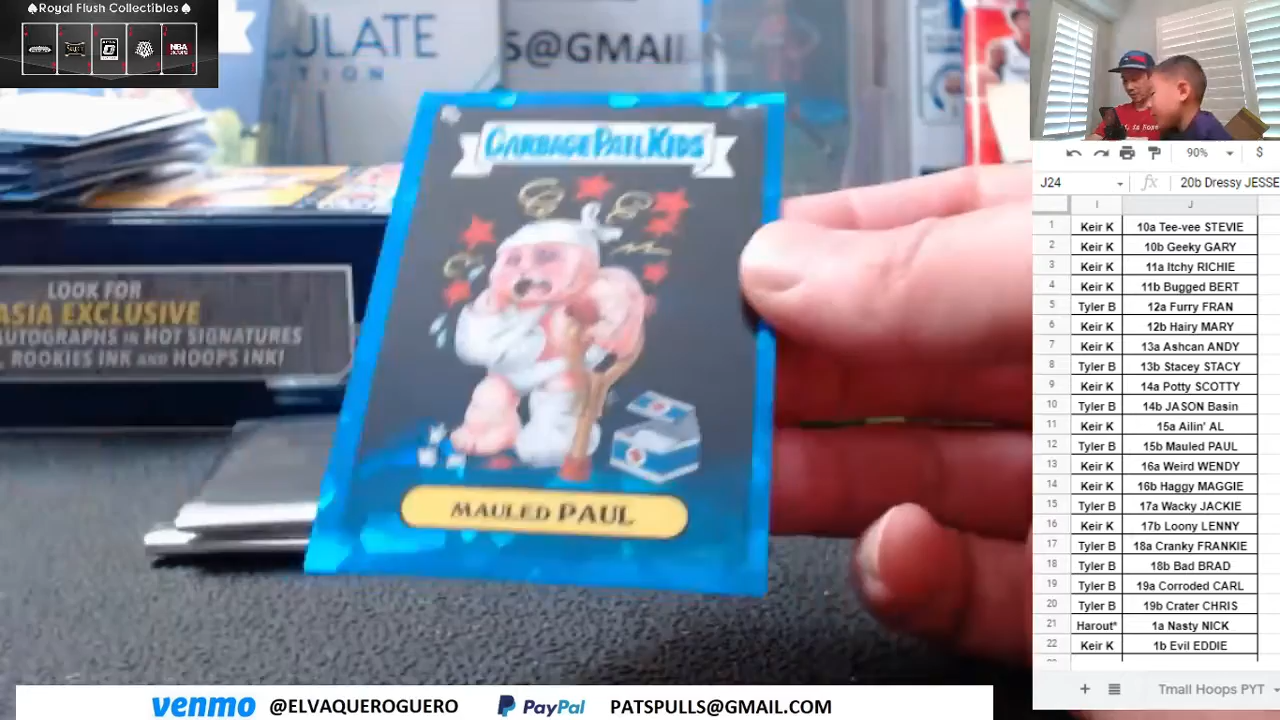 ♠Royal Flush Collectibles♠
NBA
ULATE
TION
S@GMAIL
GARBAGE PAIL KIDS
MAULED PAUL
LOOK FOR
ASIA EXCLUSIVE
AUTOGRAPHS IN HOT SIGNATURES
ROOKIES INK AND HOOPS INK!
90% $
J24 fx 20b Dressy JESSE
I J
1 Keir K 10a Tee-vee STEVIE
2 Keir K 10b Geeky GARY
3 Keir K 11a Itchy RICHIE
4 Keir K 11b Bugged BERT
5 Tyler B 12a Furry FRAN
6 Keir K 12b Hairy MARY
7 Keir K 13a Ashcan ANDY
8 Tyler B 13b Stacey STACY
9 Keir K 14a Potty SCOTTY
10 Tyler B 14b JASON Basin
11 Keir K 15a Ailin' AL
12 Tyler B 15b Mauled PAUL
13 Keir K 16a Weird WENDY
14 Keir K 16b Haggy MAGGIE
15 Tyler B 17a Wacky JACKIE
16 Keir K 17b Loony LENNY
17 Tyler B 18a Cranky FRANKIE
18 Tyler B 18b Bad BRAD
19 Tyler B 19a Corroded CARL
20 Tyler B 19b Crater CHRIS
21 Harout* 1a Nasty NICK
22 Keir K 1b Evil EDDIE
+ Tmall Hoops PYT
venmo @ELVAQUEROGUERO PayPal PATSPULLS@GMAIL.COM